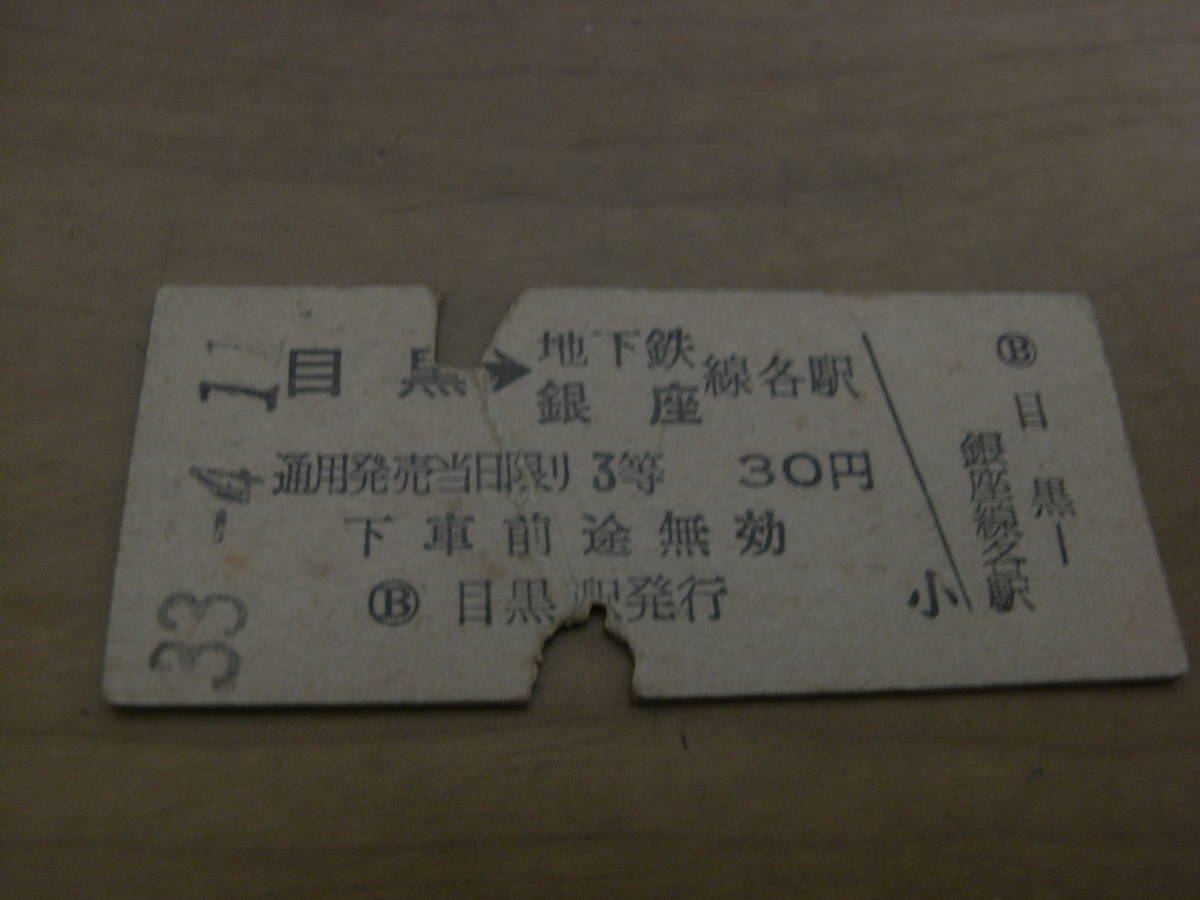 33-4 1
目黒➔地下鉄銀座線各駅
通用発売当日限り 3等 30円
下車前途無効
Ⓑ 目黒駅発行
小
Ⓑ 目黒ー
銀座線各駅